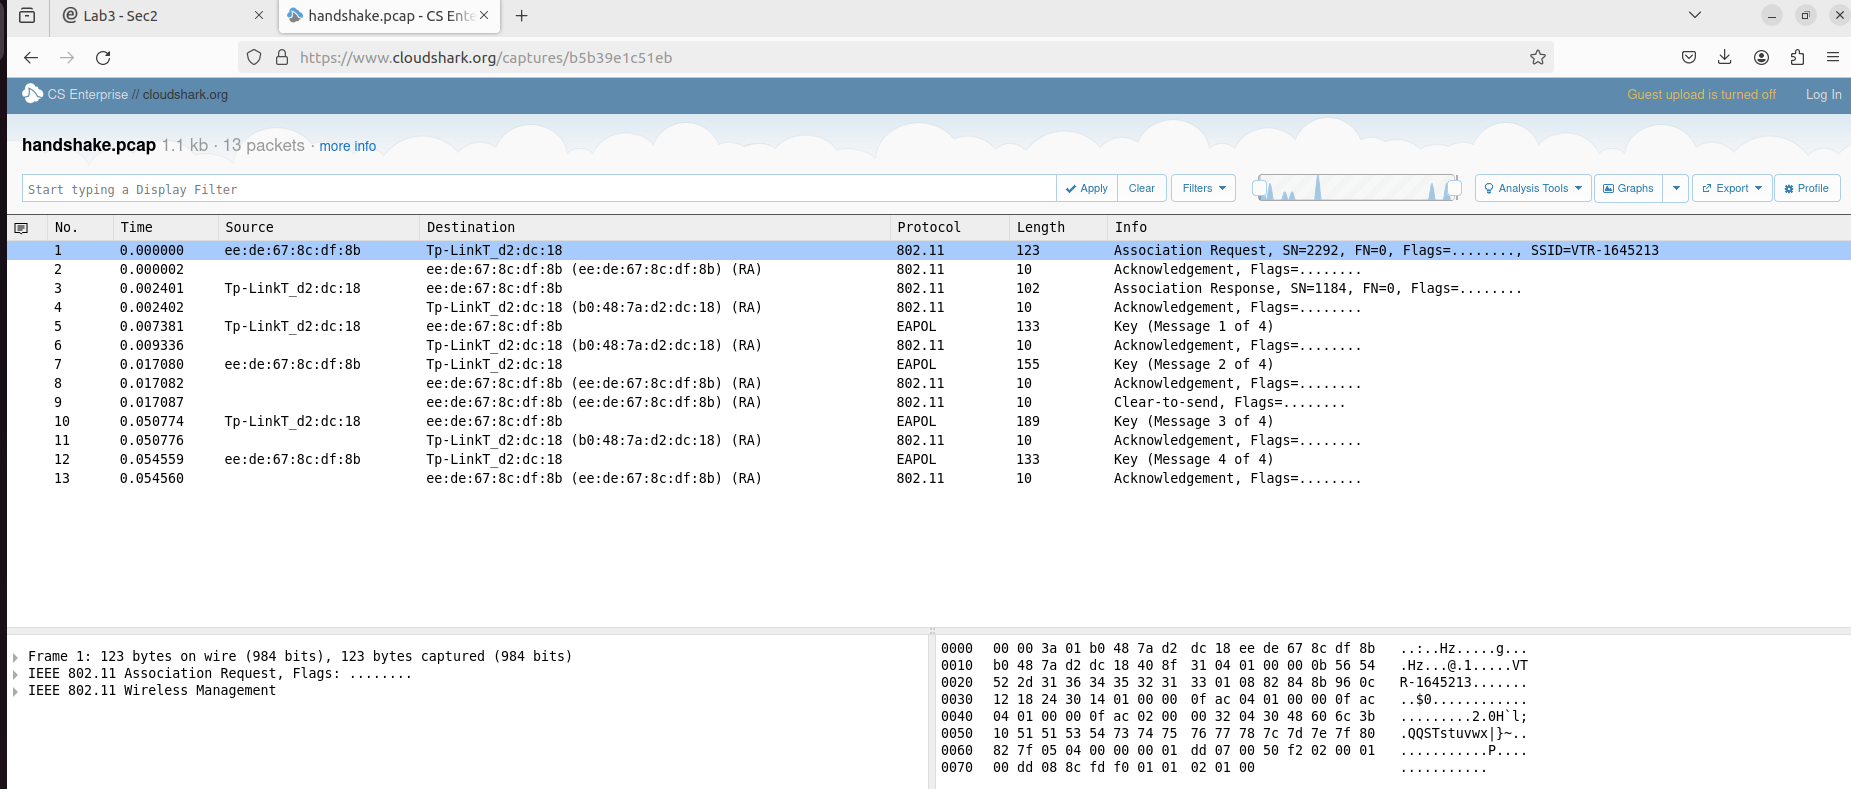 Lab3 - Sec2
handshake.pcap - CS Ente
https://www.cloudshark.org/captures/b5b39e1c51eb
CS Enterprise // cloudshark.org
Guest upload is turned off
Log In
handshake.pcap 1.1 kb · 13 packets · more info
Start typing a Display Filter
Apply
Clear
Filters
Analysis Tools
Graphs
Export
Profile
No. Time Source Destination Protocol Length Info
1 0.000000 ee:de:67:8c:df:8b Tp-LinkT_d2:dc:18 802.11 123 Association Request, SN=2292, FN=0, Flags=........, SSID=VTR-1645213
2 0.000002 ee:de:67:8c:df:8b (ee:de:67:8c:df:8b) (RA) 802.11 10 Acknowledgement, Flags=........
3 0.002401 Tp-LinkT_d2:dc:18 ee:de:67:8c:df:8b 802.11 102 Association Response, SN=1184, FN=0, Flags=........
4 0.002402 Tp-LinkT_d2:dc:18 (b0:48:7a:d2:dc:18) (RA) 802.11 10 Acknowledgement, Flags=........
5 0.007381 Tp-LinkT_d2:dc:18 ee:de:67:8c:df:8b EAPOL 133 Key (Message 1 of 4)
6 0.009336 Tp-LinkT_d2:dc:18 (b0:48:7a:d2:dc:18) (RA) 802.11 10 Acknowledgement, Flags=........
7 0.017080 ee:de:67:8c:df:8b Tp-LinkT_d2:dc:18 EAPOL 155 Key (Message 2 of 4)
8 0.017082 ee:de:67:8c:df:8b (ee:de:67:8c:df:8b) (RA) 802.11 10 Acknowledgement, Flags=........
9 0.017087 ee:de:67:8c:df:8b (ee:de:67:8c:df:8b) (RA) 802.11 10 Clear-to-send, Flags=........
10 0.050774 Tp-LinkT_d2:dc:18 ee:de:67:8c:df:8b EAPOL 189 Key (Message 3 of 4)
11 0.050776 Tp-LinkT_d2:dc:18 (b0:48:7a:d2:dc:18) (RA) 802.11 10 Acknowledgement, Flags=........
12 0.054559 ee:de:67:8c:df:8b Tp-LinkT_d2:dc:18 EAPOL 133 Key (Message 4 of 4)
13 0.054560 ee:de:67:8c:df:8b (ee:de:67:8c:df:8b) (RA) 802.11 10 Acknowledgement, Flags=........
Frame 1: 123 bytes on wire (984 bits), 123 bytes captured (984 bits)
IEEE 802.11 Association Request, Flags: ........
IEEE 802.11 Wireless Management
0000 00 00 3a 01 b0 48 7a d2 dc 18 ee de 67 8c df 8b ..:..Hz.....g...
0010 b0 48 7a d2 dc 18 40 8f 31 04 01 00 00 0b 56 54 .Hz...@.1.....VT
0020 52 2d 31 36 34 35 32 31 33 01 08 82 84 8b 96 0c R-1645213.......
0030 12 18 24 30 14 01 00 00 0f ac 04 01 00 00 0f ac ..$0............
0040 04 01 00 00 0f ac 02 00 00 32 04 30 48 60 6c 3b .........2.0H`l;
0050 10 51 51 53 54 73 74 75 76 77 78 7c 7d 7e 7f 80 .QQSTstuvwx|}~..
0060 82 7f 05 04 00 00 00 01 dd 07 00 50 f2 02 00 01 ...........P....
0070 00 dd 08 8c fd f0 01 01 02 01 00 ...........